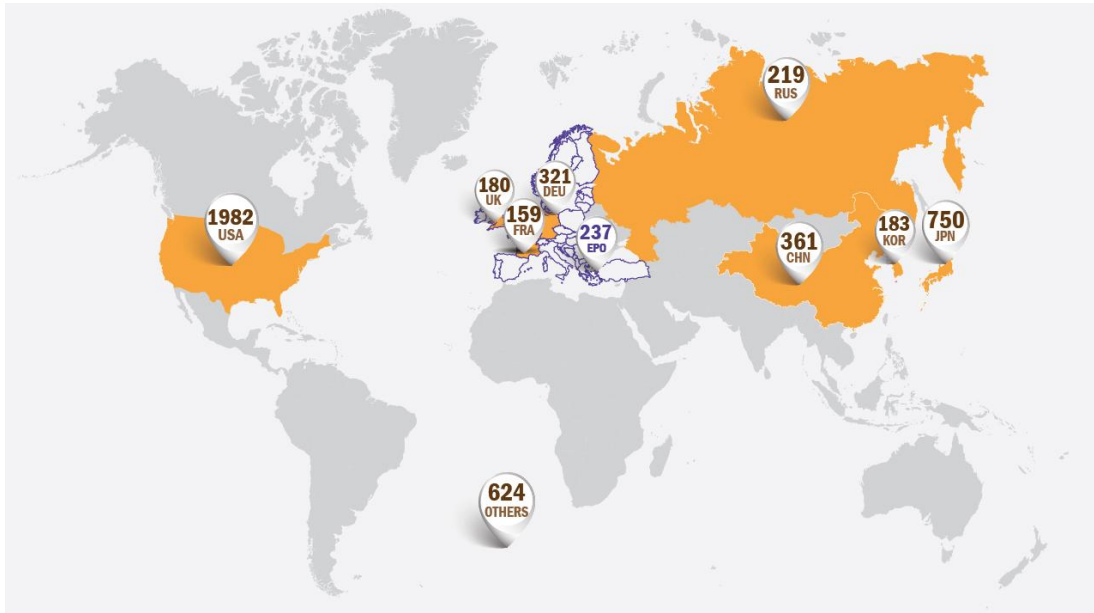 219
RUS
180
UK
321
DEU
159
FRA
237
EPO
1982
USA
361
CHN
183
KOR
750
JPN
624
OTHERS